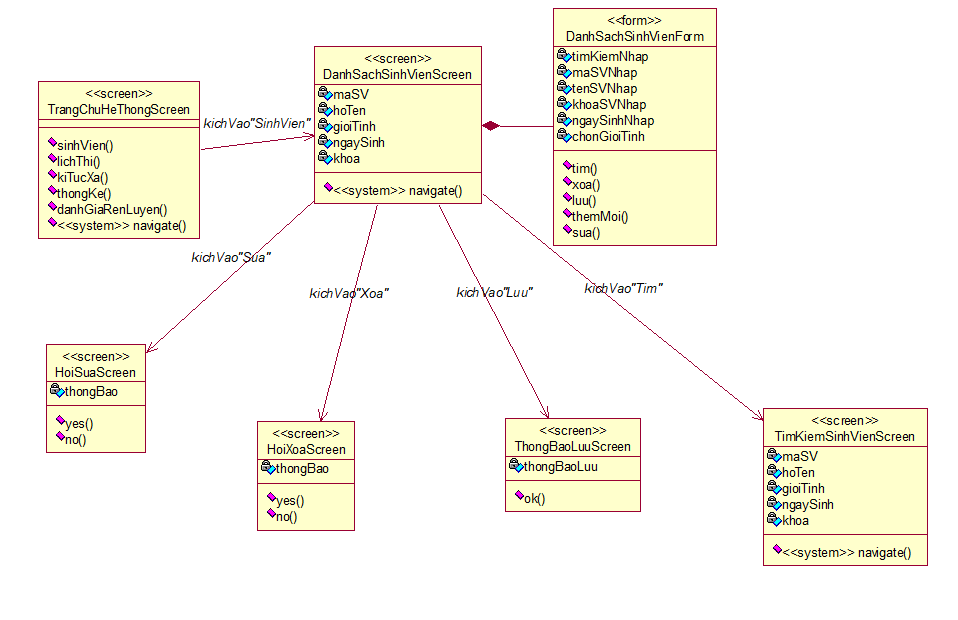 <<form>>
DanhSachSinhVienForm
timKiemNhap
maSVNhap
tenSVNhap
khoaSVNhap
ngaySinhNhap
chonGioiTinh
tim()
xoa()
luu()
themMoi()
sua()
<<screen>>
DanhSachSinhVienScreen
maSV
hoTen
gioiTinh
ngaySinh
khoa
<<system>> navigate()
<<screen>>
TrangChuHeThongScreen
sinhVien()
lichThi()
kiTucXa()
thongKe()
danhGiaRenLuyen()
<<system>> navigate()
kichVao"SinhVien"
kichVao"Sua"
kichVao"Xoa"
kichVao"Luu"
kichVao"Tim"
<<screen>>
HoiSuaScreen
thongBao
yes()
no()
<<screen>>
HoiXoaScreen
thongBao
yes()
no()
<<screen>>
ThongBaoLuuScreen
thongBaoLuu
ok()
<<screen>>
TimKiemSinhVienScreen
maSV
hoTen
gioiTinh
ngaySinh
khoa
<<system>> navigate()